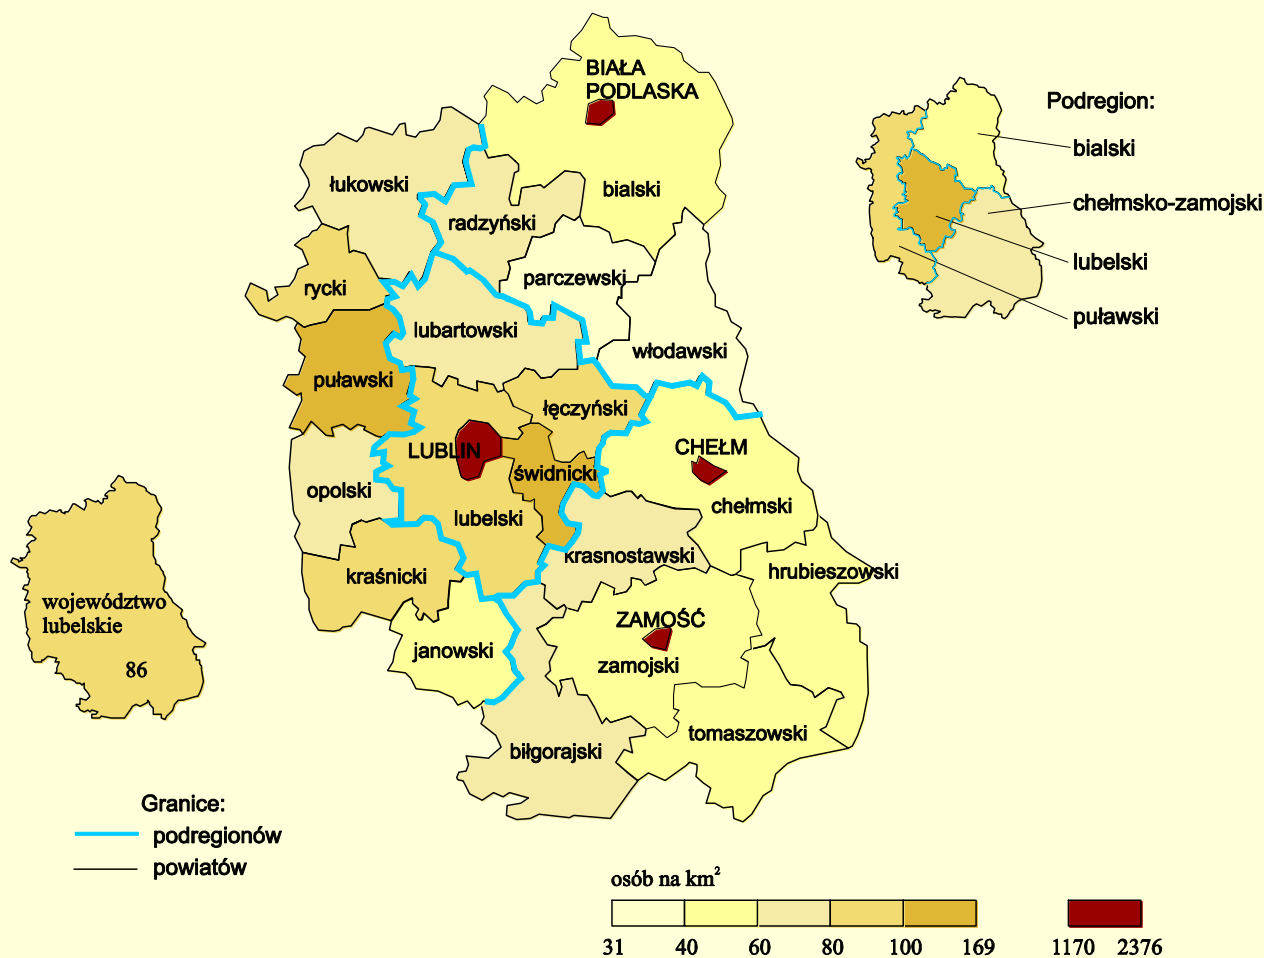 BIAŁA
PODLASKA
bialski
łukowski
radzyński
parczewski
rycki
lubartowski
włodawski
puławski
łęczyński
LUBLIN
świdnicki
CHEŁM
chełmski
opolski
lubelski
krasnostawski
hrubieszowski
kraśnicki
ZAMOŚĆ
zamojski
janowski
tomaszowski
biłgorajski
Podregion:
bialski
chełmsko-zamojski
lubelski
puławski
województwo
lubelskie
86
Granice:
podregionów
powiatów
osób na km²
31 40 60 80 100 169 1170 2376